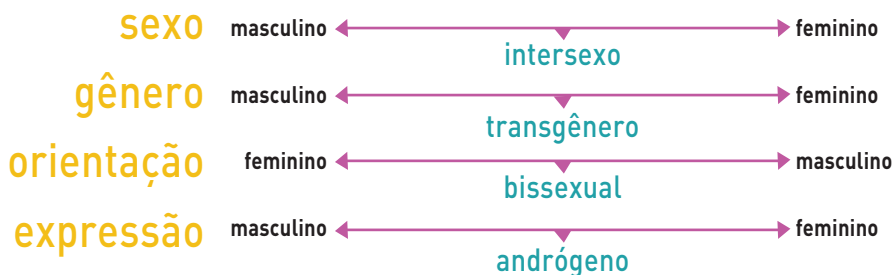 sexo masculino feminino
intersexo
gênero masculino feminino
transgênero
orientação feminino masculino
bissexual
expressão masculino feminino
andrógeno